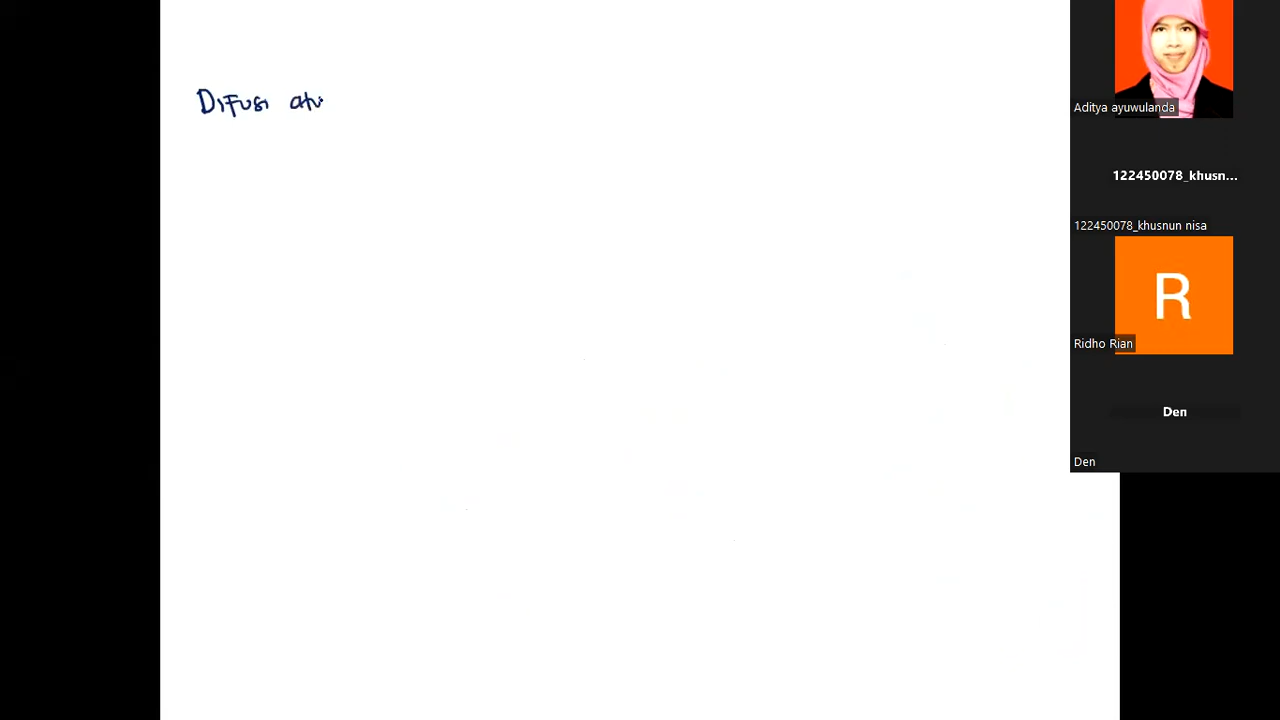 Difusi atu
Aditya ayuwulanda
122450078_khusn...
122450078_khusnun nisa
R
Ridho Rian
Den
Den